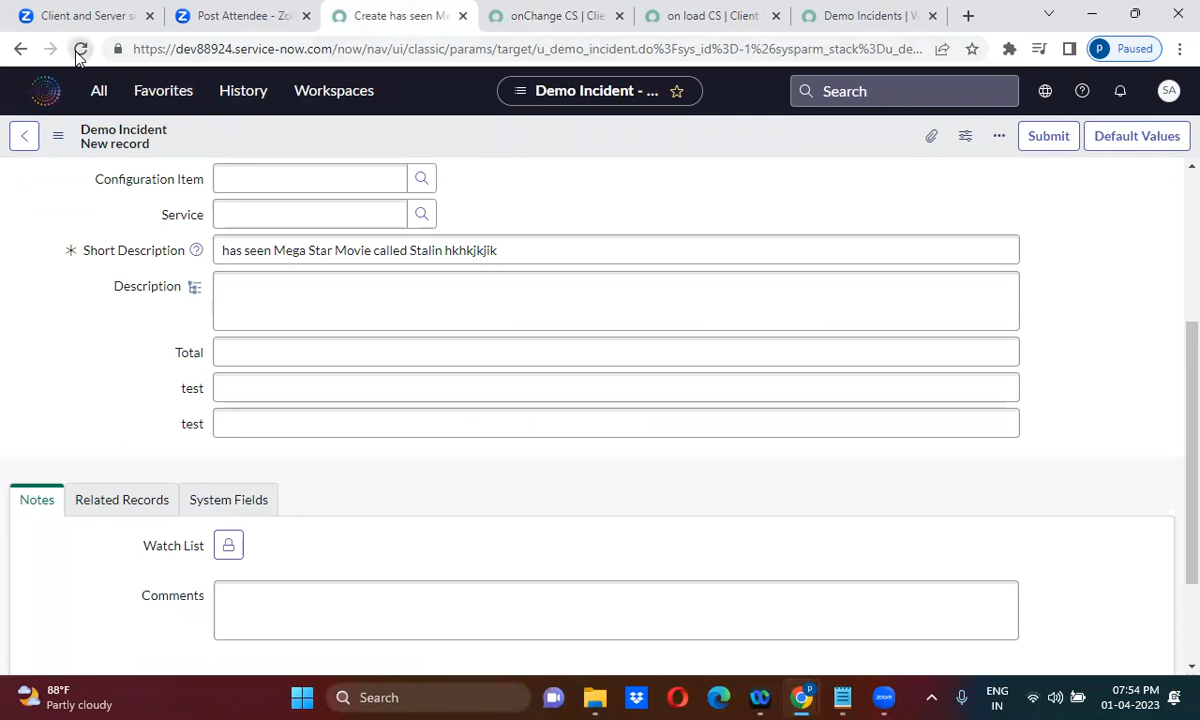 Client and Server si
Post Attendee - Zo
Create has seen Me
onChange CS | Clie
on load CS | Client
Demo Incidents | W
https://dev88924.service-now.com/now/nav/ui/classic/params/target/u_demo_incident.do%3Fsys_id%3D-1%26sysparm_stack%3Du_de...
P Paused
All
Favorites
History
Workspaces
Demo Incident - ...
Search
SA
Demo Incident
New record
Submit
Default Values
Configuration Item
Service
Short Description
has seen Mega Star Movie called Stalin hkhkjkjik
Description
Total
test
test
Notes
Related Records
System Fields
Watch List
Comments
88°F
Partly cloudy
Search
P
zoom
ENG
IN
07:54 PM
01-04-2023